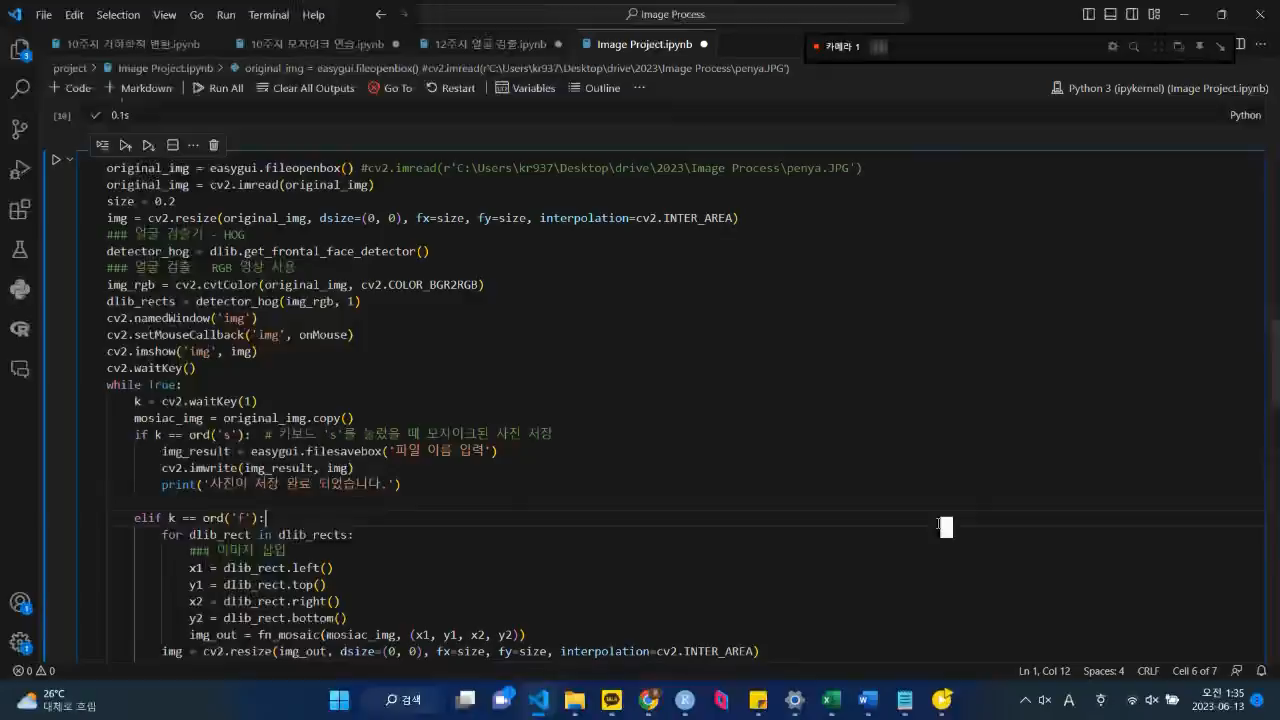 File Edit Selection View Go Run Terminal Help
Image Process
10주차 기하학적 변환.ipynb
10주차 모자이크 연습.ipynb
12주차 얼굴 검출.ipynb
Image Project.ipynb
카메라 1
project > Image Project.ipynb > original_img = easygui.fileopenbox() #cv2.imread(r'C:\Users\kr937\Desktop\drive\2023\Image Process\penya.JPG')
+ Code + Markdown Run All Clear All Outputs Go To Restart Variables Outline ... Python 3 (ipykernel) (Image Project.ipynb)
[10] 0.1s Python
original_img = easygui.fileopenbox() #cv2.imread(r'C:\Users\kr937\Desktop\drive\2023\Image Process\penya.JPG')
original_img = cv2.imread(original_img)
size = 0.2
img = cv2.resize(original_img, dsize=(0, 0), fx=size, fy=size, interpolation=cv2.INTER_AREA)
### 얼굴 검출기 - HOG
detector_hog = dlib.get_frontal_face_detector()
### 얼굴 검출 RGB 영상 사용
img_rgb = cv2.cvtColor(original_img, cv2.COLOR_BGR2RGB)
dlib_rects = detector_hog(img_rgb, 1)
cv2.namedWindow('img')
cv2.setMouseCallback('img', onMouse)
cv2.imshow('img', img)
cv2.waitKey()
while True:
k = cv2.waitKey(1)
mosiac_img = original_img.copy()
if k == ord('s'): # 키보드 's'를 눌렀을 때 모자이크된 사진 저장
img_result = easygui.filesavebox('파일 이름 입력')
cv2.imwrite(img_result, img)
print('사진이 저장 완료 되었습니다.')
elif k == ord('f'):
for dlib_rect in dlib_rects:
### 이미지 삽입
x1 = dlib_rect.left()
y1 = dlib_rect.top()
x2 = dlib_rect.right()
y2 = dlib_rect.bottom()
img_out = fn_mosaic(mosiac_img, (x1, y1, x2, y2))
img = cv2.resize(img_out, dsize=(0, 0), fx=size, fy=size, interpolation=cv2.INTER_AREA)
0 0 Ln 1, Col 12 Spaces: 4 CRLF Cell 6 of 7
26°C
대체로 흐림
검색
A
오전 1:35
2023-06-13